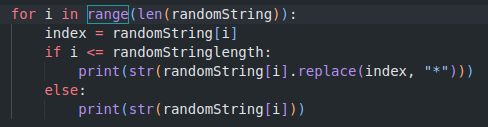 for i in range(len(randomString)):
    index = randomString[i]
    if i <= randomStringlength:
        print(str(randomString[i].replace(index, "*")))
    else:
        print(str(randomString[i]))